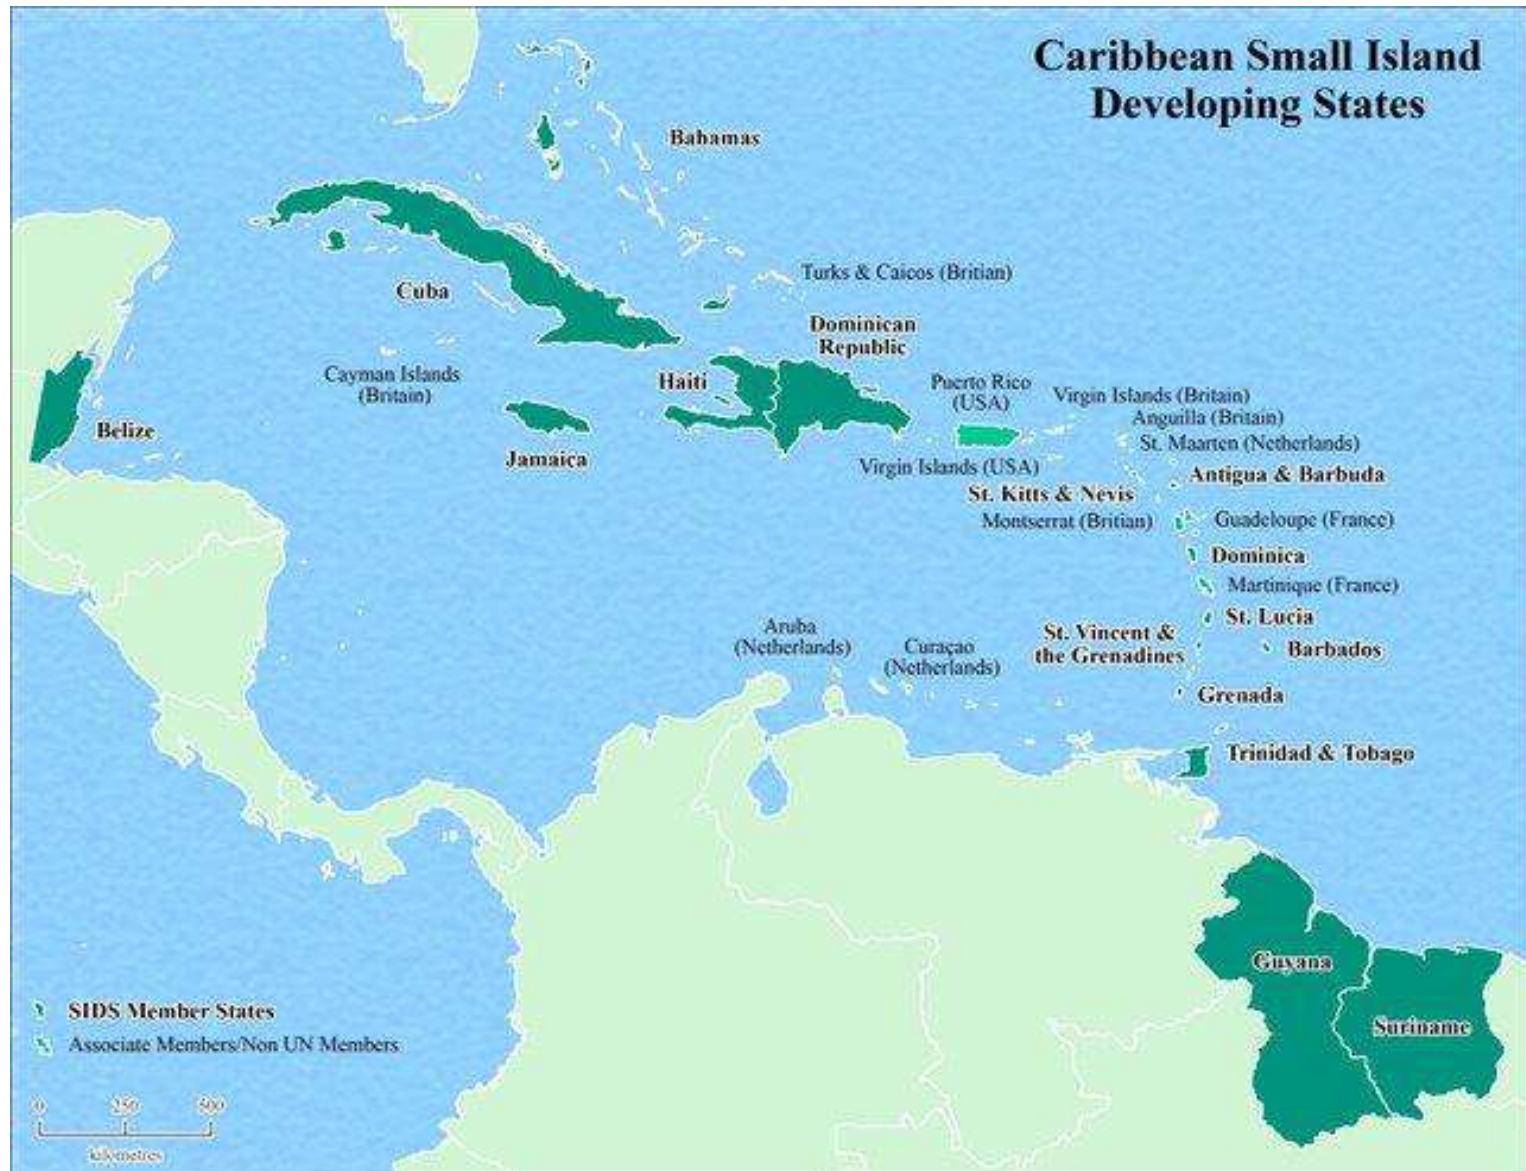 Caribbean Small Island
Developing States
Bahamas
Turks & Caicos (Britian)
Cuba
Dominican
Republic
Cayman Islands
(Britain)
Haiti
Puerto Rico
(USA)
Virgin Islands (Britain)
Anguilla (Britain)
St. Maarten (Netherlands)
Belize
Jamaica
Virgin Islands (USA)
Antigua & Barbuda
St. Kitts & Nevis
Montserrat (Britian)
Guadeloupe (France)
Dominica
Martinique (France)
St. Lucia
Aruba
(Netherlands)
Curaçao
(Netherlands)
St. Vincent &
the Grenadines
Barbados
Grenada
Trinidad & Tobago
Guyana
Suriname
SIDS Member States
Associate Members/Non UN Members
0 250 500
kilometres